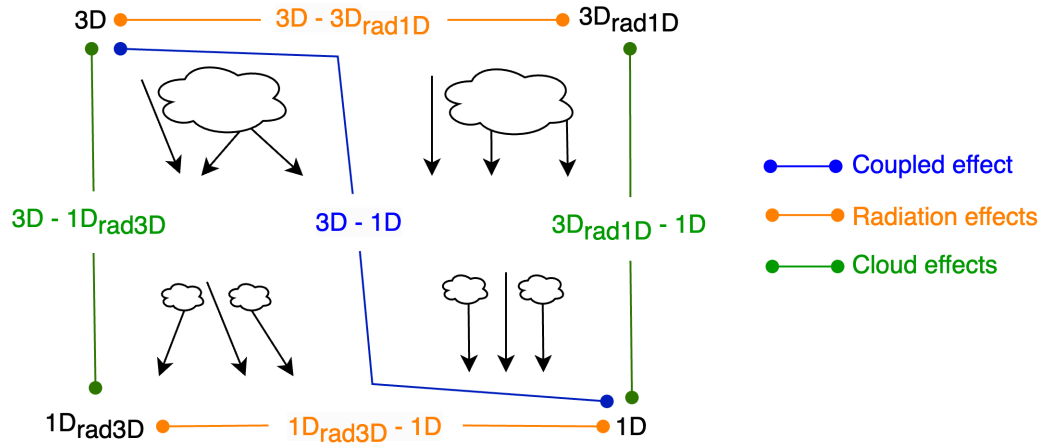 3D
3D - 3Drad1D
3Drad1D
3D - 1Drad3D
3D - 1D
3Drad1D - 1D
1Drad3D
1Drad3D - 1D
1D
Coupled effect
Radiation effects
Cloud effects